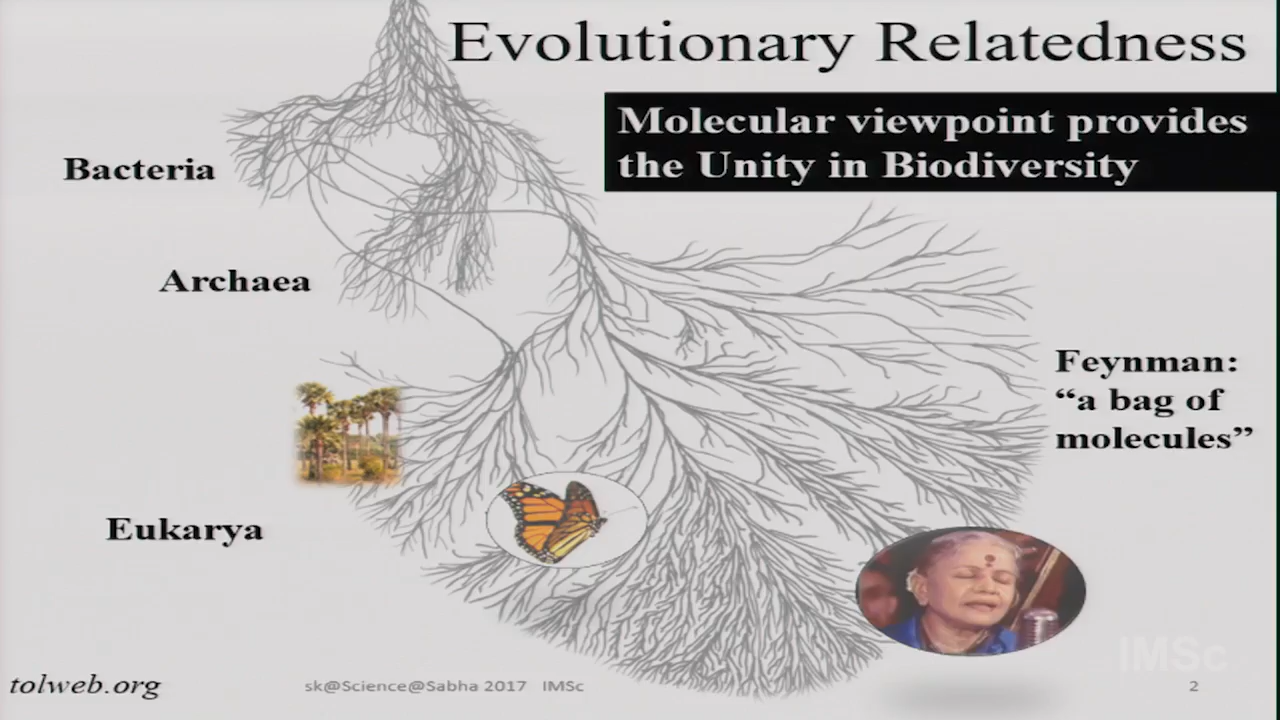 Evolutionary Relatedness
Molecular viewpoint provides
the Unity in Biodiversity
Bacteria
Archaea
Feynman:
“a bag of
molecules”
Eukarya
IMSc
tolweb.org
sk@Science@Sabha 2017 IMSc
2